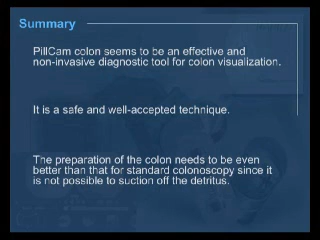 Summary
PillCam colon seems to be an effective and
non-invasive diagnostic tool for colon visualization.
It is a safe and well-accepted technique.
The preparation of the colon needs to be even
better than that for standard colonoscopy since it
is not possible to suction off the detritus.